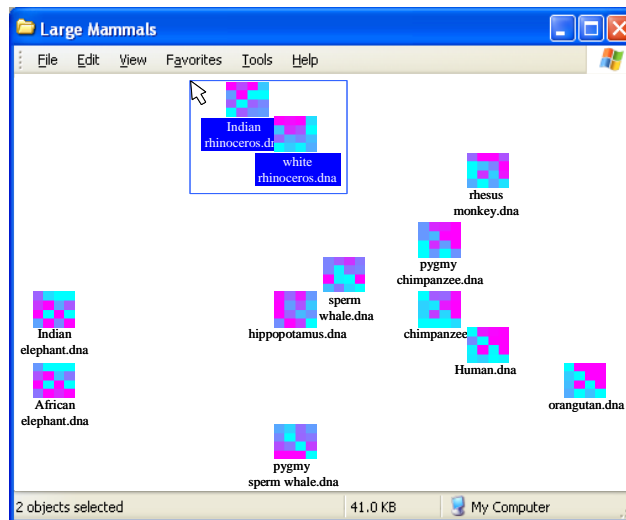 Large Mammals
File Edit View Favorites Tools Help
Indian
rhinoceros.dn
white
rhinoceros.dna
rhesus
monkey.dna
pygmy
chimpanzee.dna
sperm
whale.dna
Indian
elephant.dna
hippopotamus.dna
chimpanzee
Human.dna
African
elephant.dna
orangutan.dna
pygmy
sperm whale.dna
2 objects selected 41.0 KB My Computer